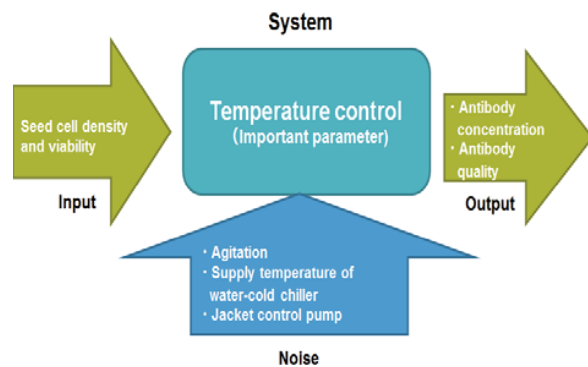 System
Temperature control
(Important parameter)
Seed cell density
and viability
Input
・Antibody
concentration
・Antibody
quality
Output
・Agitation
・Supply temperature of
water-cold chiller
・Jacket control pump
Noise